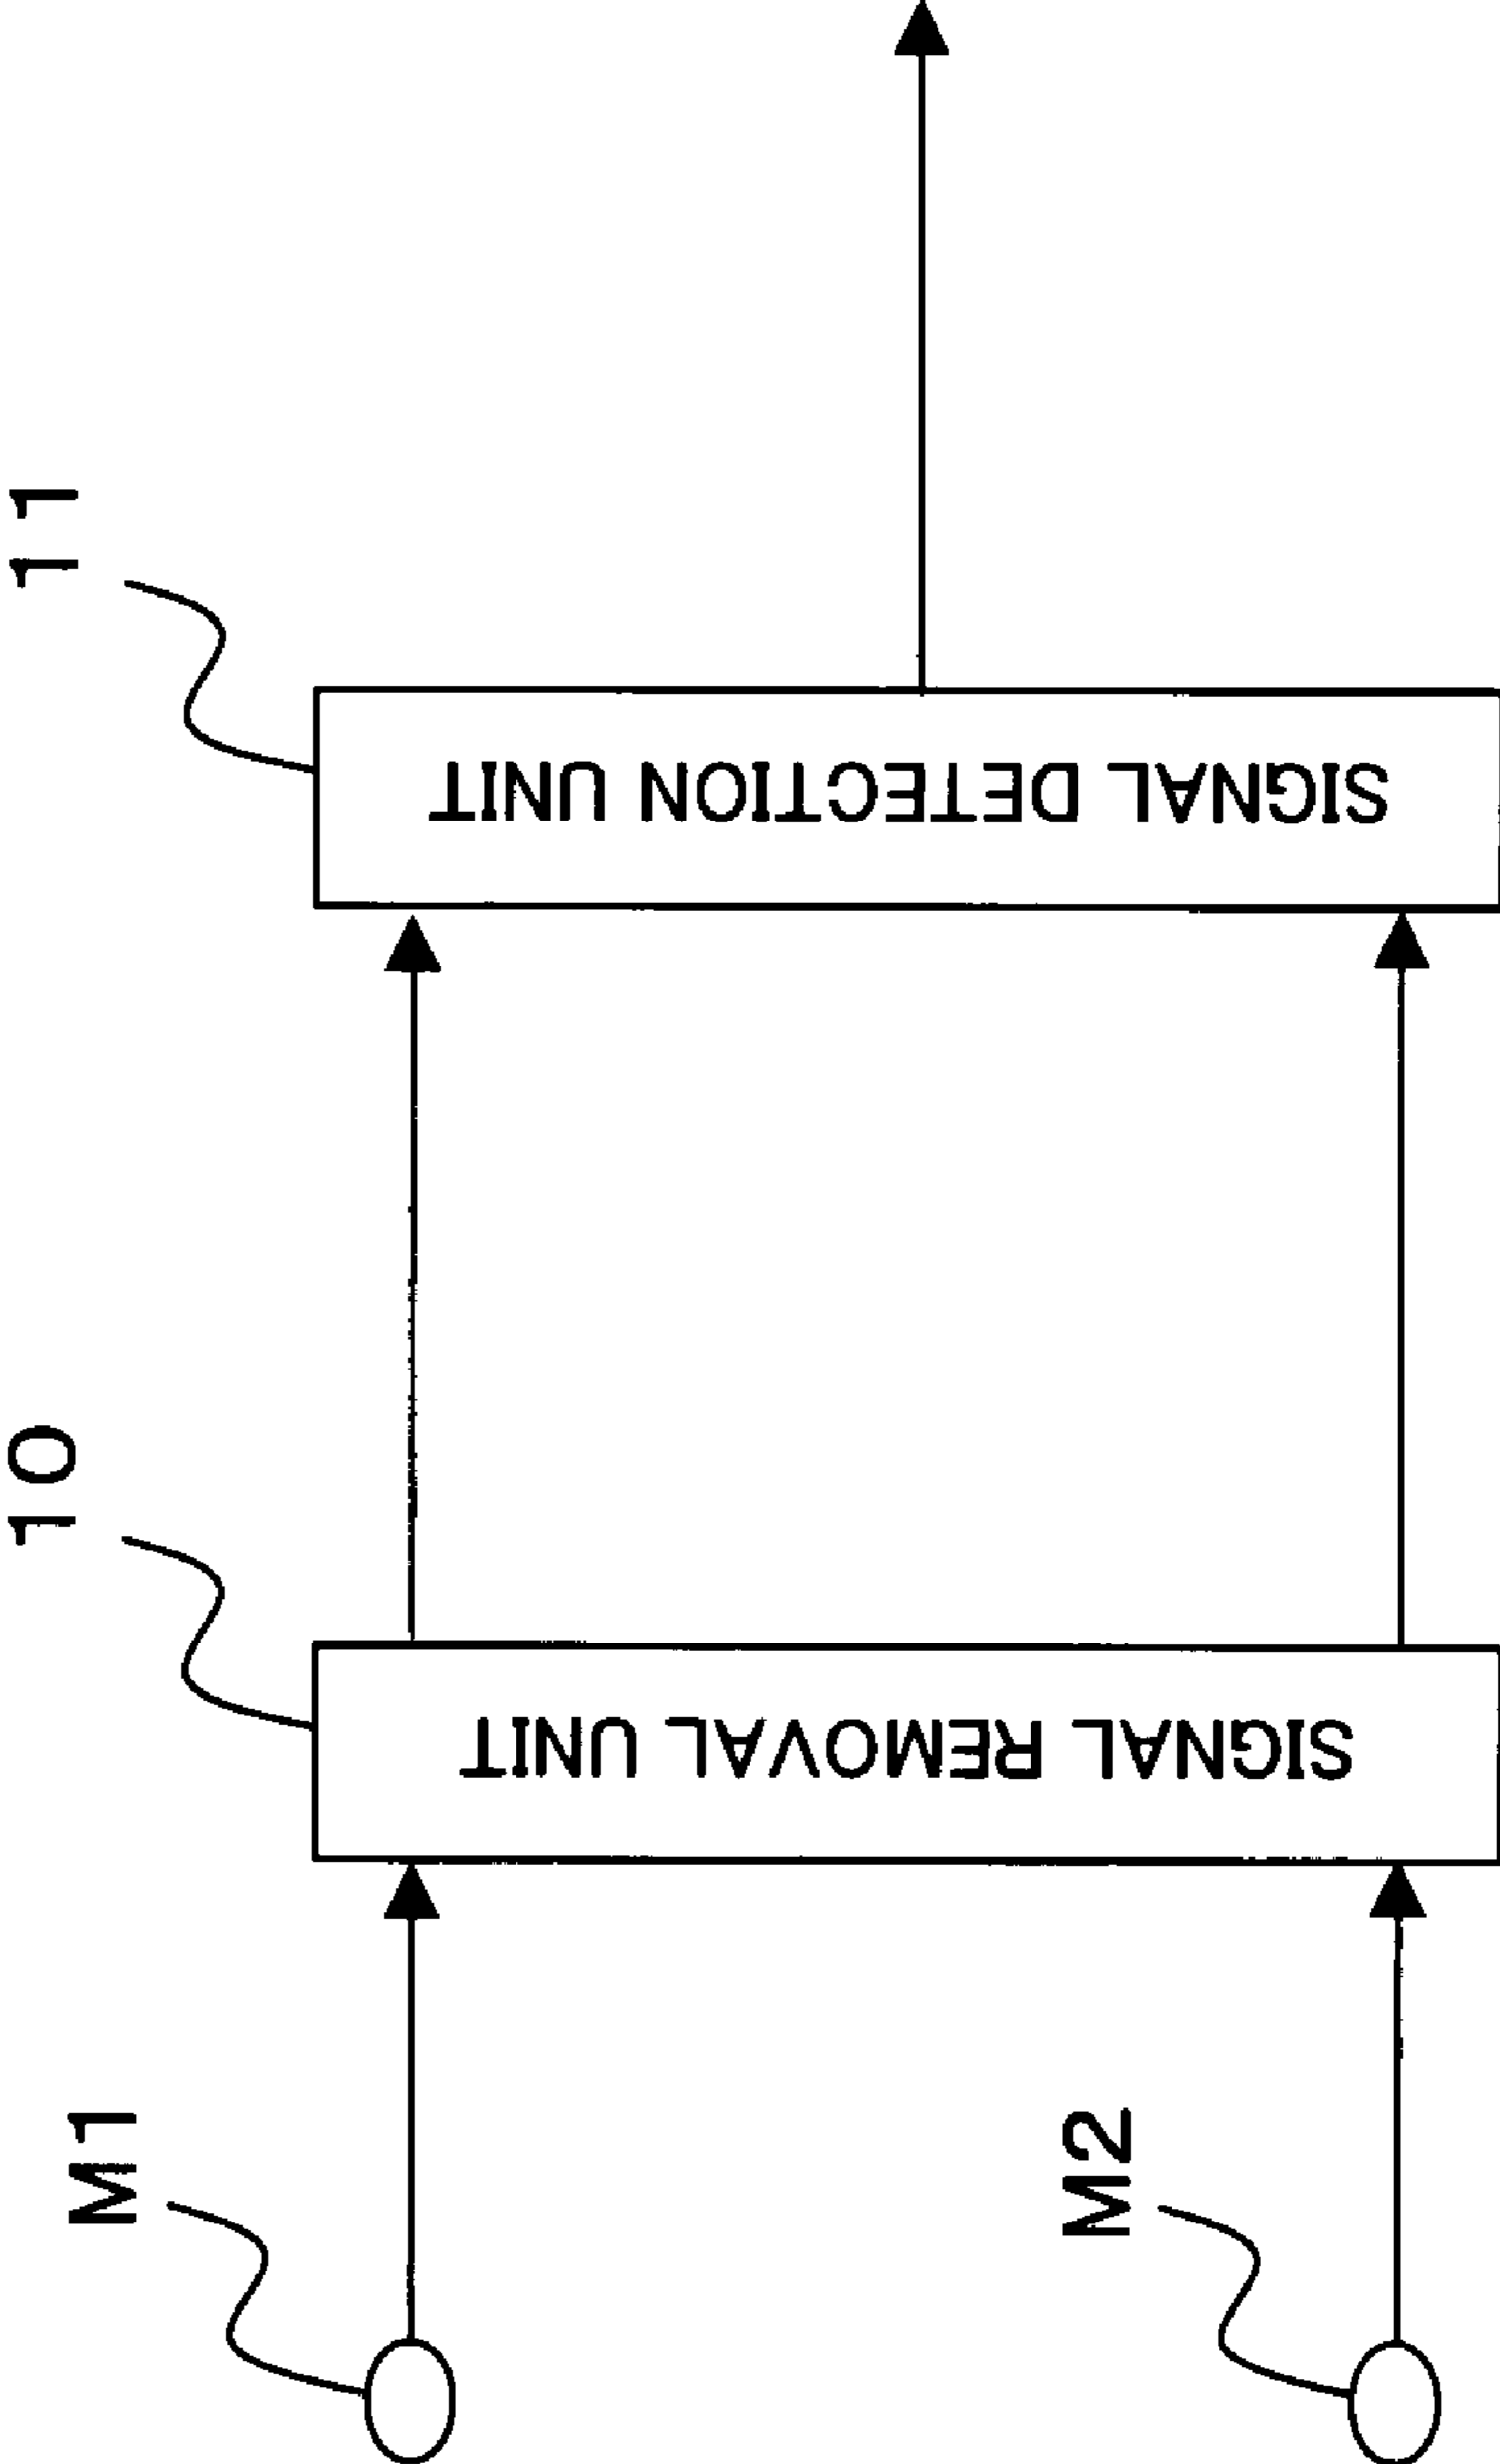 M1
M2
10
SIGNAL REMOVAL UNIT
11
SIGNAL DETECTION UNIT